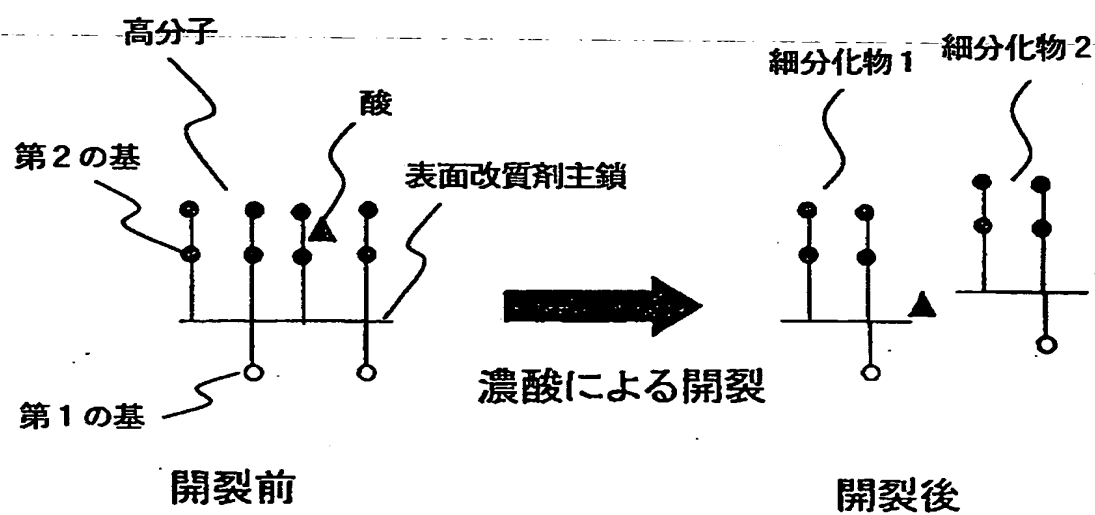 高分子
酸
第２の基
表面改質剤主鎖
第１の基
開裂前
濃酸による開裂
細分化物１
細分化物２
開裂後